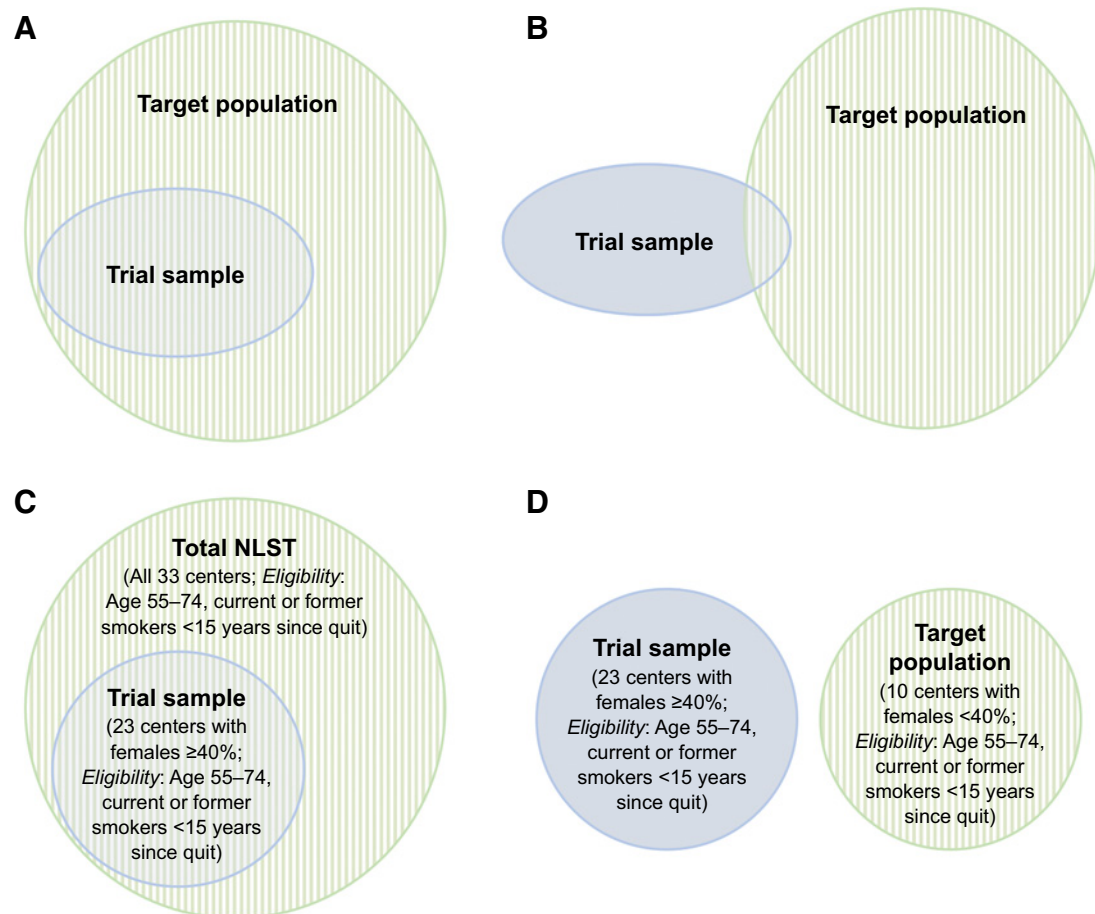 A
Target population
Trial sample
B
Target population
Trial sample
C
Total NLST
(All 33 centers; Eligibility:
Age 55–74, current or former
smokers <15 years since quit)
Trial sample
(23 centers with
females ≥40%;
Eligibility: Age 55–74,
current or former
smokers <15 years
since quit)
D
Trial sample
(23 centers with
females ≥40%;
Eligibility: Age 55–74,
current or former
smokers <15 years
since quit)
Target
population
(10 centers with
females <40%;
Eligibility: Age 55–74,
current or former
smokers <15 years
since quit)